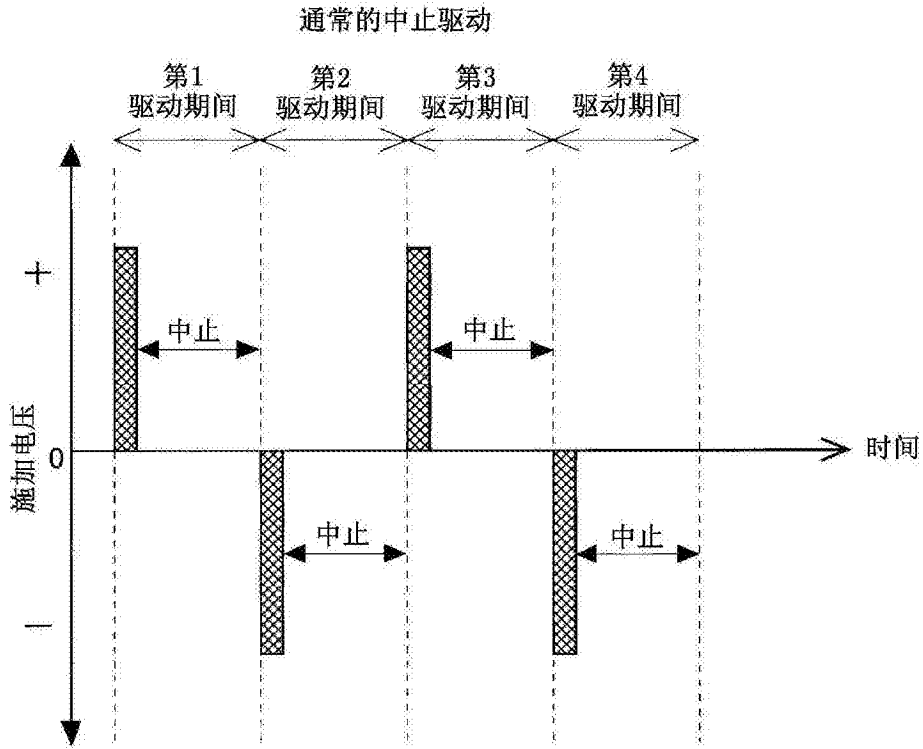 通常的中止驱动
第1
驱动期间
第2
驱动期间
第3
驱动期间
第4
驱动期间
+
中止
中止
施加电压
0
时间
中止
中止
−